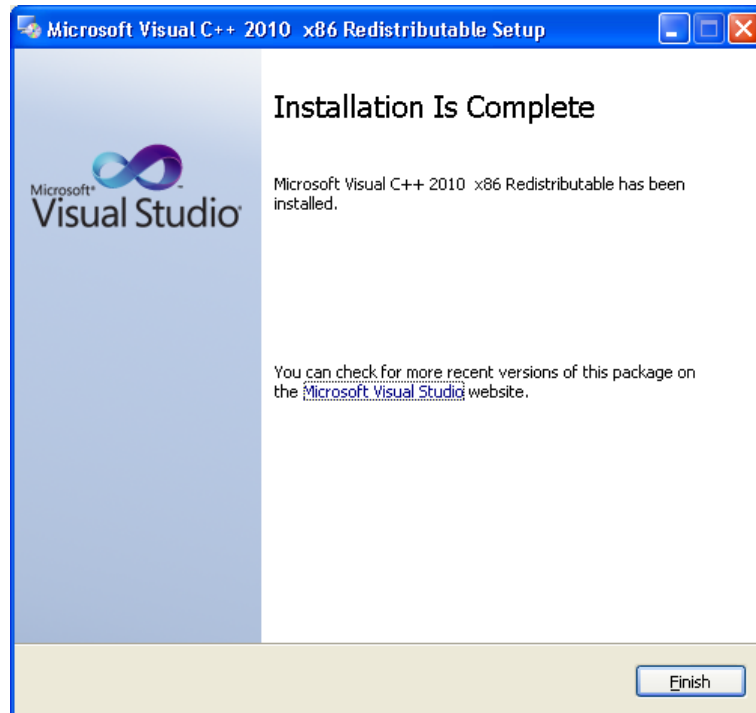 Microsoft Visual C++ 2010  x86 Redistributable Setup
Installation Is Complete
Microsoft Visual C++ 2010  x86 Redistributable has been
installed.
Microsoft
Visual Studio
You can check for more recent versions of this package on
the Microsoft Visual Studio website.
Finish